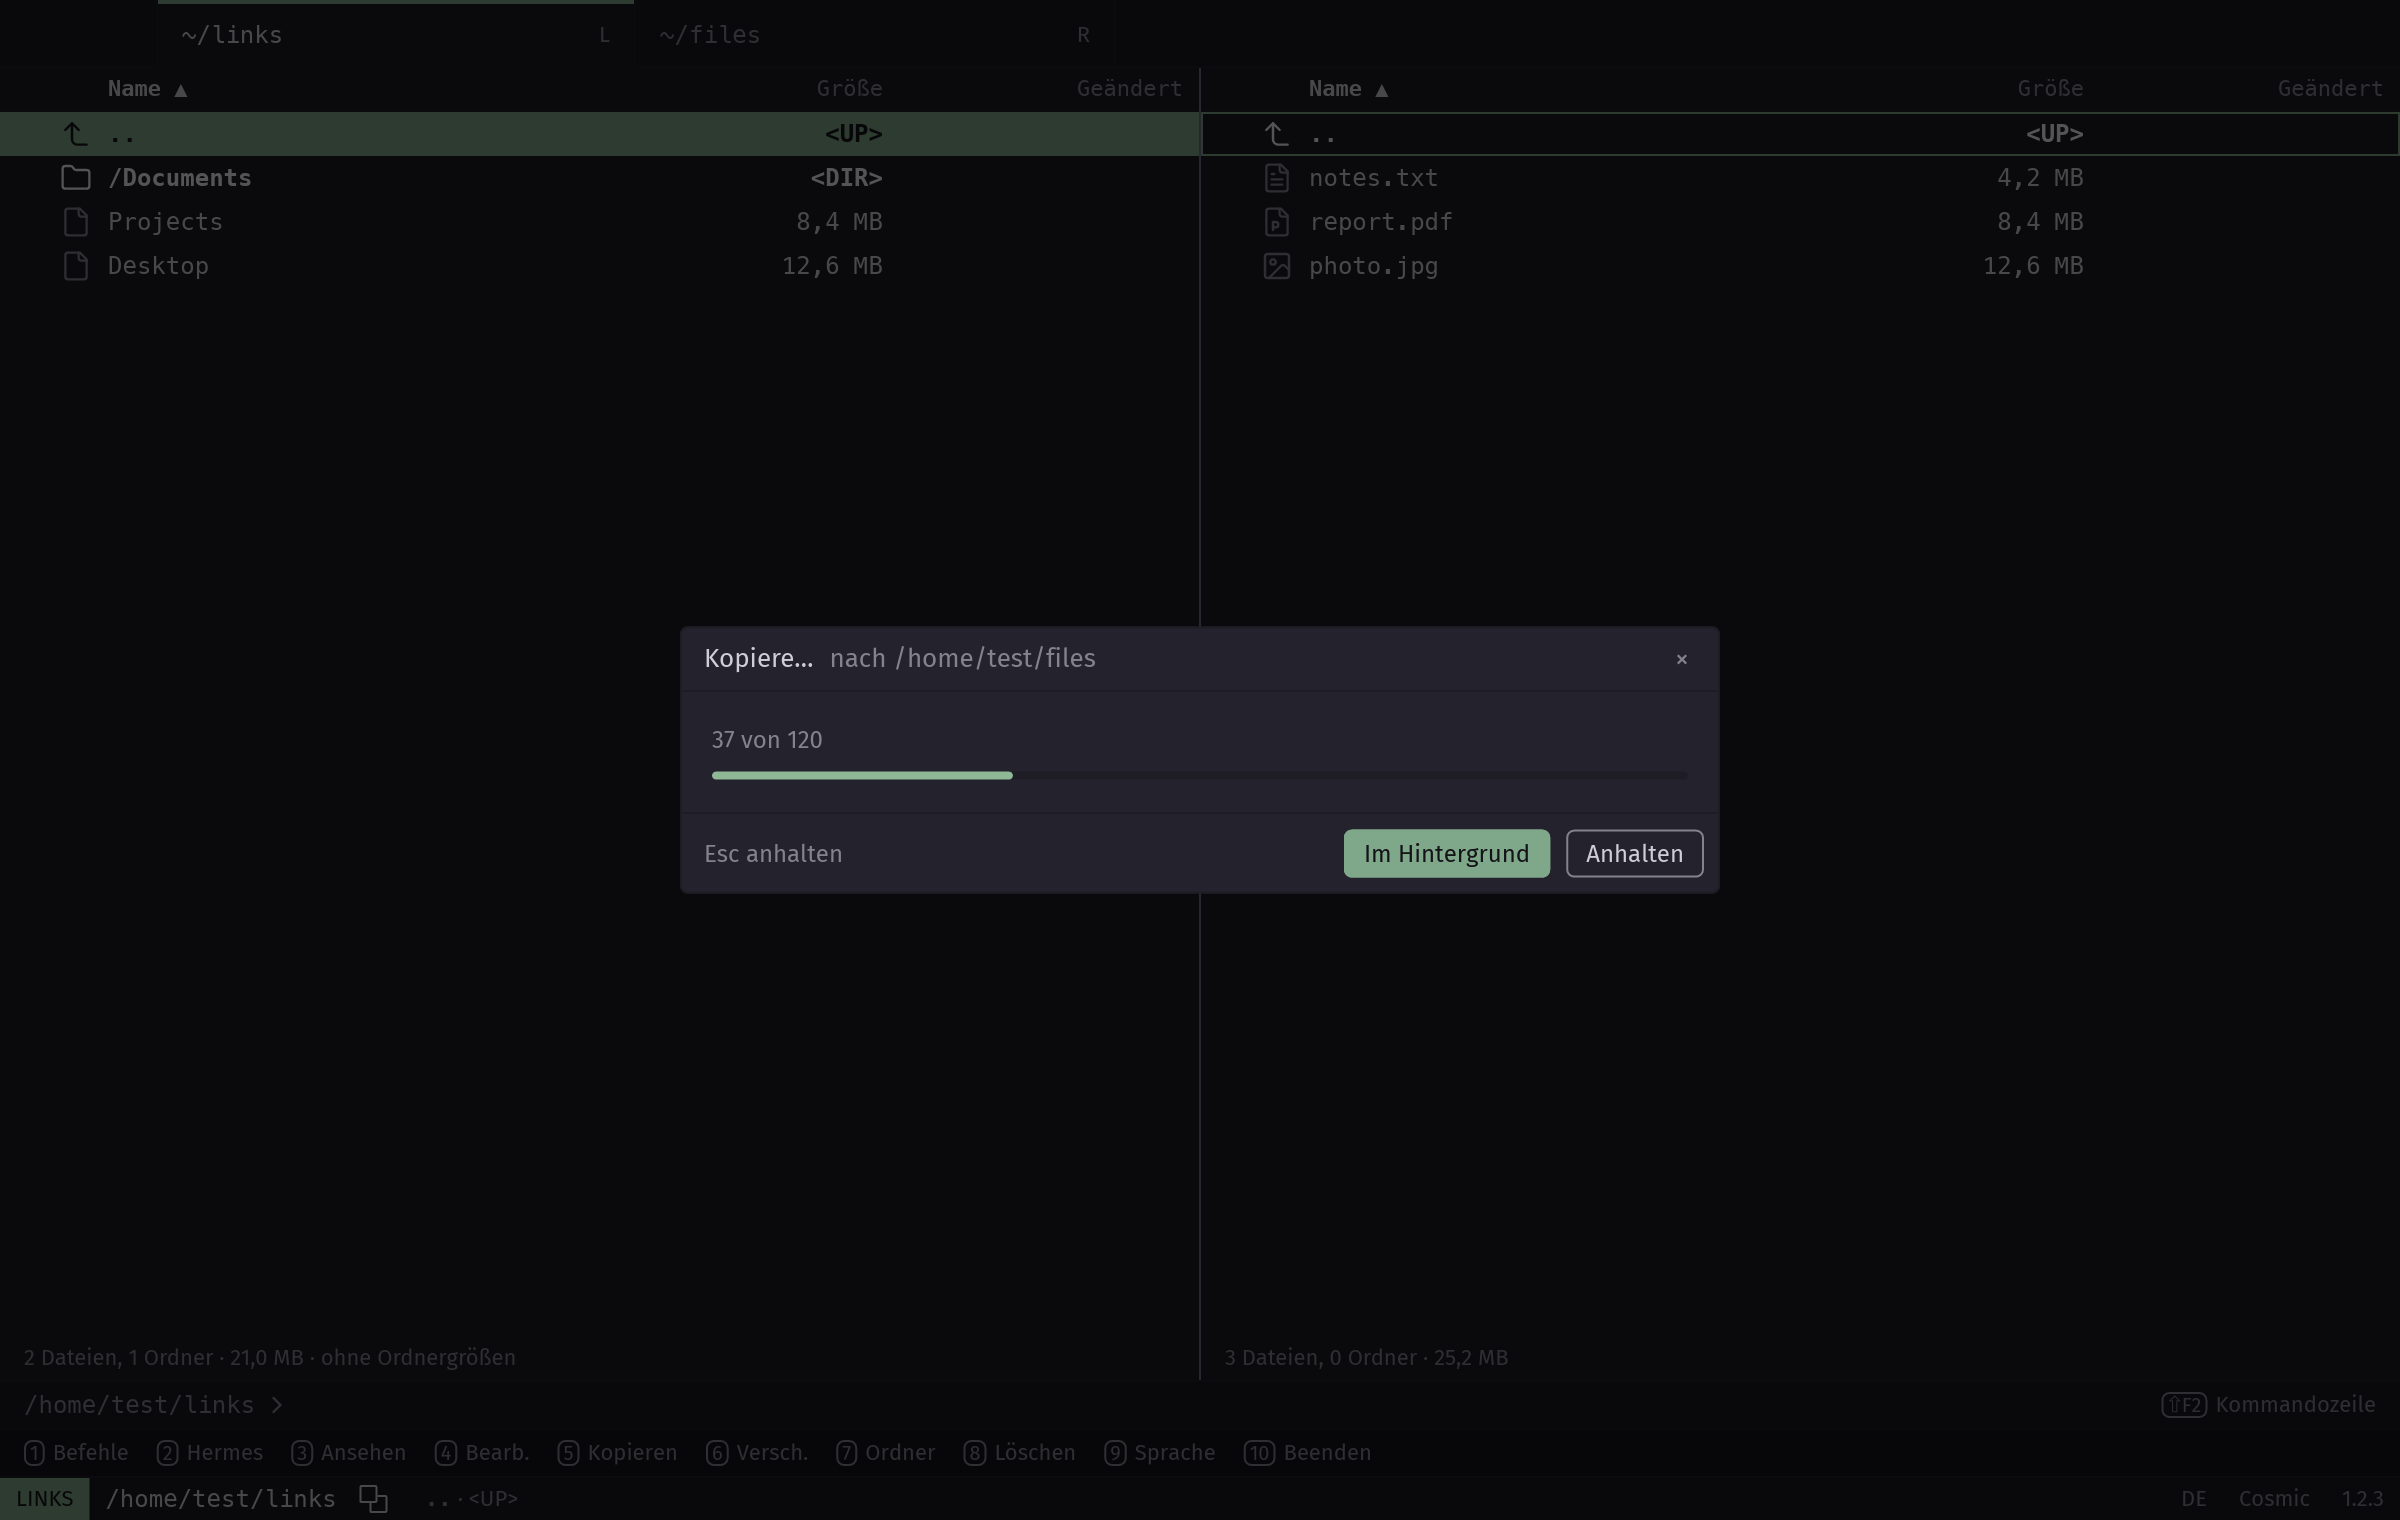 ~/links L ~/files R
Name ▲ Größe Geändert Name ▲ Größe Geändert
.. <UP> .. <UP>
/Documents <DIR> notes.txt 4,2 MB
Projects 8,4 MB report.pdf 8,4 MB
Desktop 12,6 MB photo.jpg 12,6 MB
Kopiere... nach /home/test/files ×
37 von 120
Esc anhalten Im Hintergrund Anhalten
2 Dateien, 1 Ordner · 21,0 MB · ohne Ordnergrößen 3 Dateien, 0 Ordner · 25,2 MB
/home/test/links > ⇧F2 Kommandozeile
1 Befehle 2 Hermes 3 Ansehen 4 Bearb. 5 Kopieren 6 Versch. 7 Ordner 8 Löschen 9 Sprache 10 Beenden
LINKS /home/test/links .. · <UP> DE Cosmic 1.2.3